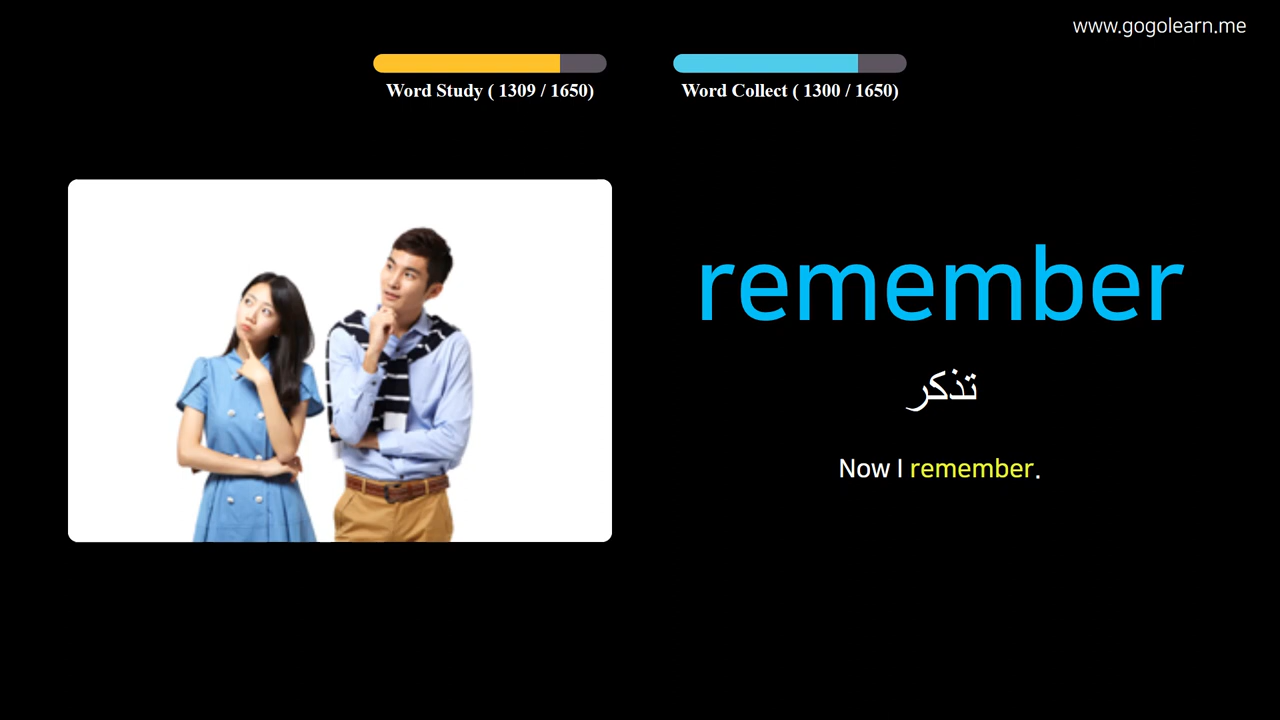 www.gogolearn.me
Word Study ( 1309 / 1650)
Word Collect ( 1300 / 1650)
remember
تذكر
Now I remember.